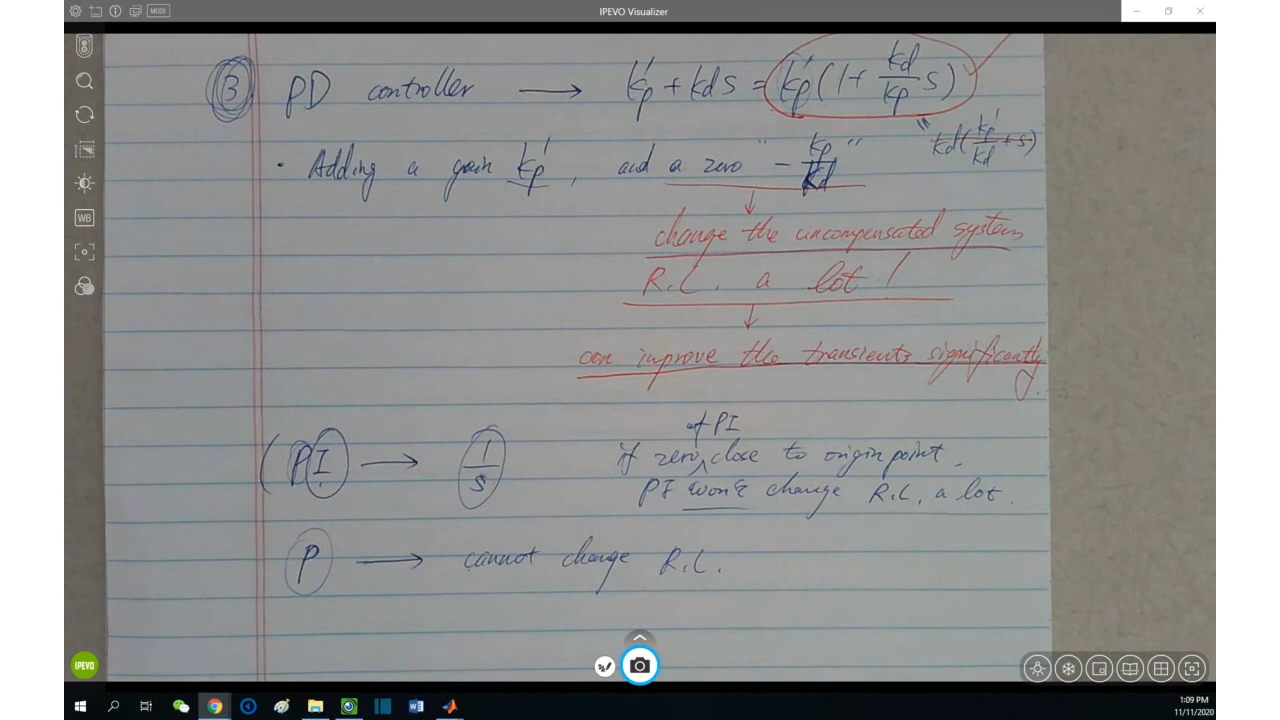 IPEVO Visualizer
MODE
WB
③ PD controller → kp' + kd s = kp'(1 + kd/kp s)
" kd(kp'/kd + s)
· Adding a gain kp', and a zero "- kp/kd"
change the uncompensated system
R.L. a lot!
can improve the transients significantly.
of PI
(PI → 1/s if zero ^ close to origin point,
PI won't change R.L. a lot.
P → cannot change R.L.
IPEVO
1:09 PM
11/11/2020